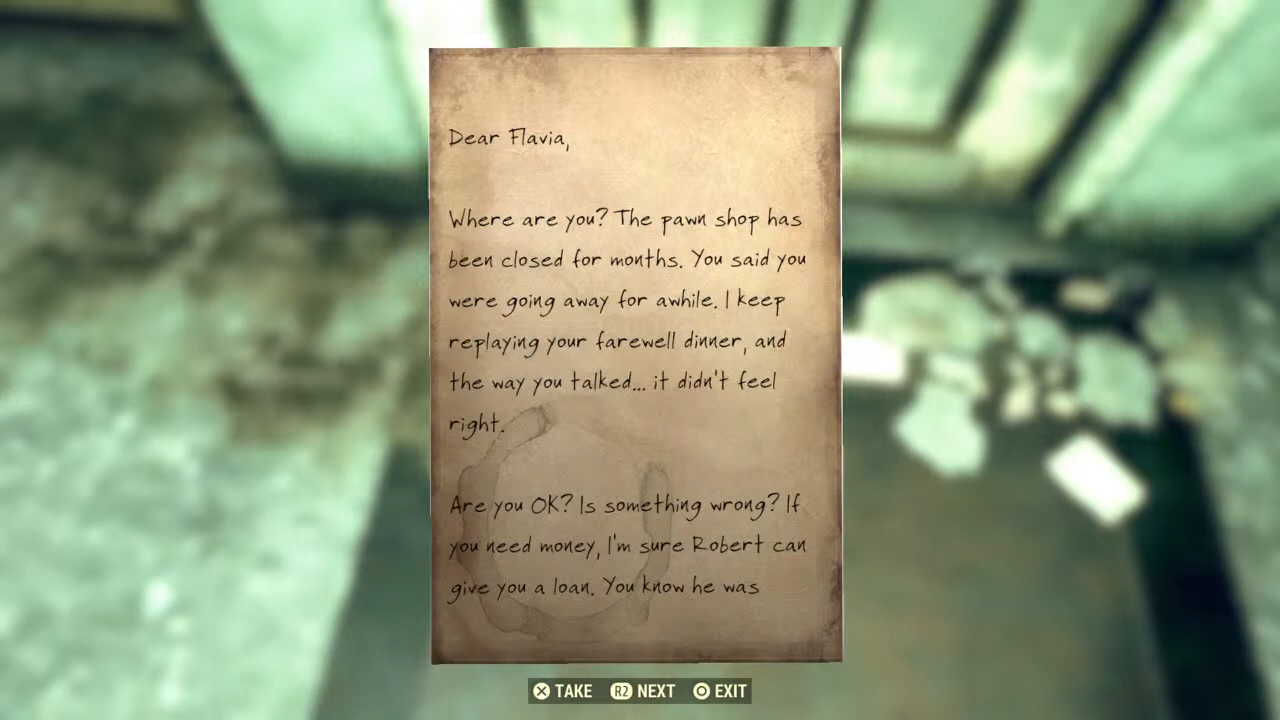 Dear Flavia,
Where are you? The pawn shop has
been closed for months. You said you
were going away for awhile. I keep
replaying your farewell dinner, and
the way you talked... it didn't feel
right.
Are you OK? Is something wrong? If
you need money, I'm sure Robert can
give you a loan. You know he was
TAKE R2 NEXT EXIT